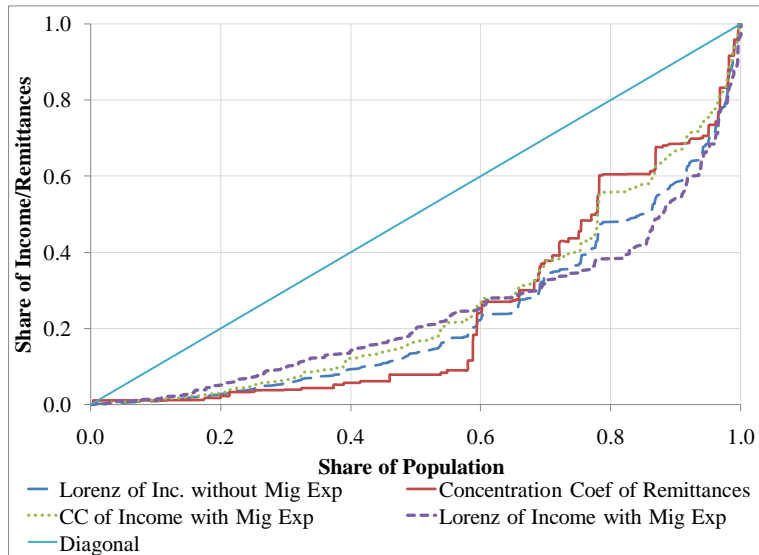 1.0
0.8
0.6
0.4
0.2
0.0
Share of Income/Remittances
0.0 0.2 0.4 0.6 0.8 1.0
Share of Population
Lorenz of Inc. without Mig Exp Concentration Coef of Remittances
CC of Income with Mig Exp Lorenz of Income with Mig Exp
Diagonal